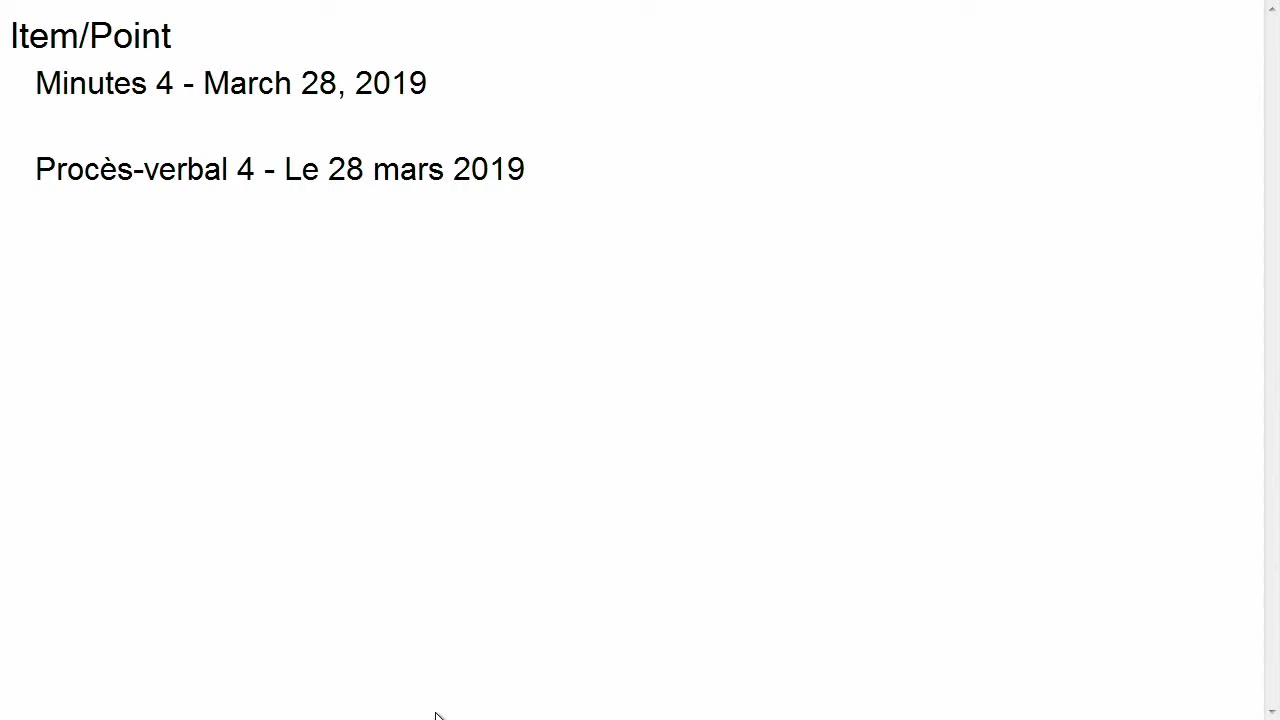 Item/Point
Minutes 4 - March 28, 2019
Procès-verbal 4 - Le 28 mars 2019